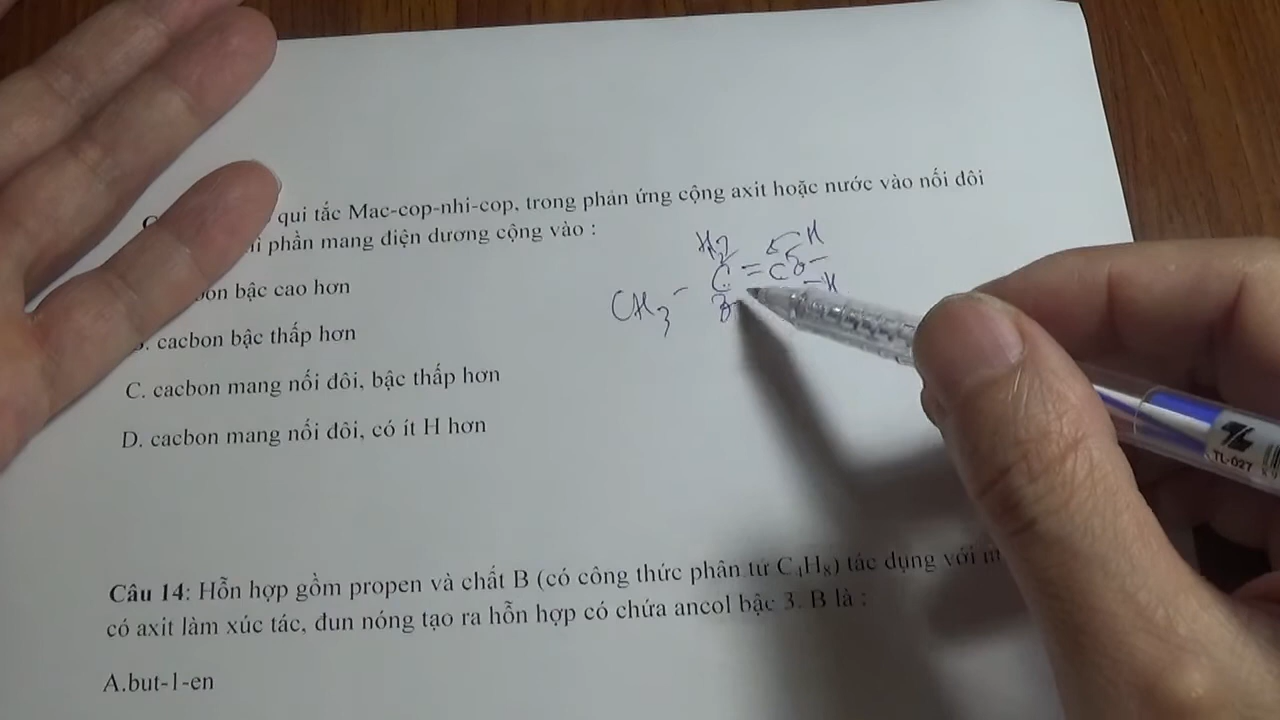 qui tắc Mac-cop-nhi-cop, trong phản ứng cộng axit hoặc nước vào nối đôi
phần mang điện dương cộng vào :
bon bậc cao hơn
B. cacbon bậc thấp hơn
C. cacbon mang nối đôi, bậc thấp hơn
D. cacbon mang nối đôi, có ít H hơn
CH3 - C = C
H
-H
Câu 14: Hỗn hợp gồm propen và chất B (có công thức phân tử C4H8) tác dụng với
có axit làm xúc tác, đun nóng tạo ra hỗn hợp có chứa ancol bậc 3. B là :
A.but-1-en
TL-027